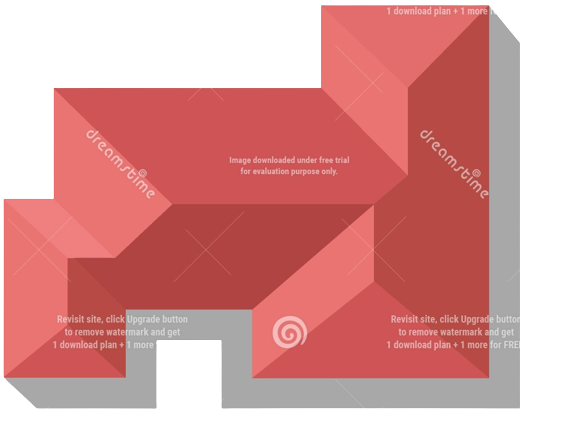 1 download plan + 1 more
dreamstime
dreamstime
Image downloaded under free trial
for evaluation purpose only.
Revisit site, click Upgrade button
to remove watermark and get
1 download plan + 1 more
Revisit site, click Upgrade button
to remove watermark and get
1 download plan + 1 more for FREE